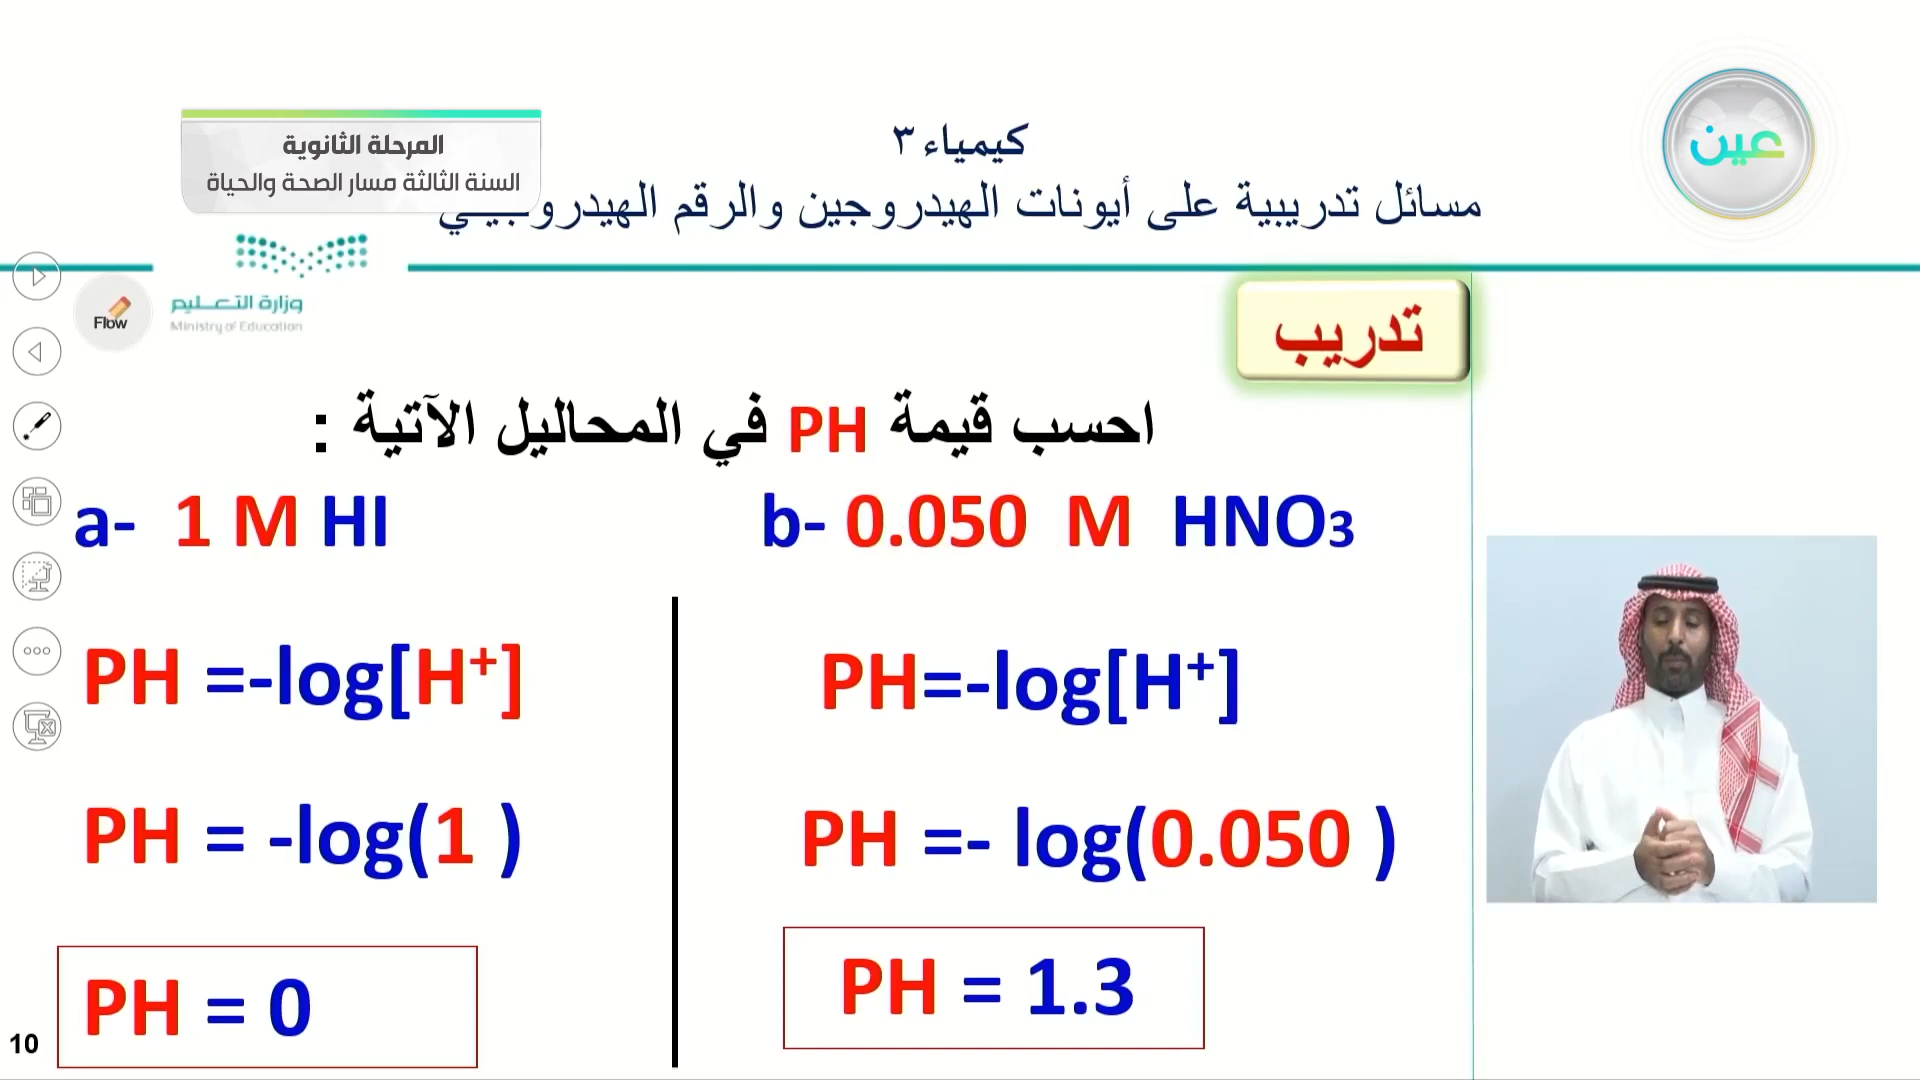 عين
كيمياء ٣
المرحلة الثانوية
السنة الثالثة مسار الصحة والحياة
مسائل تدريبية على أيونات الهيدروجين والرقم الهيدروجيني
وزارة التعليم
Ministry of Education
Flow
تدريب
احسب قيمة PH في المحاليل الآتية :
a- 1 M HI
b- 0.050 M HNO3
PH =-log[H⁺]
PH = -log(1 )
PH = 0
PH=-log[H⁺]
PH =- log(0.050 )
PH = 1.3
10